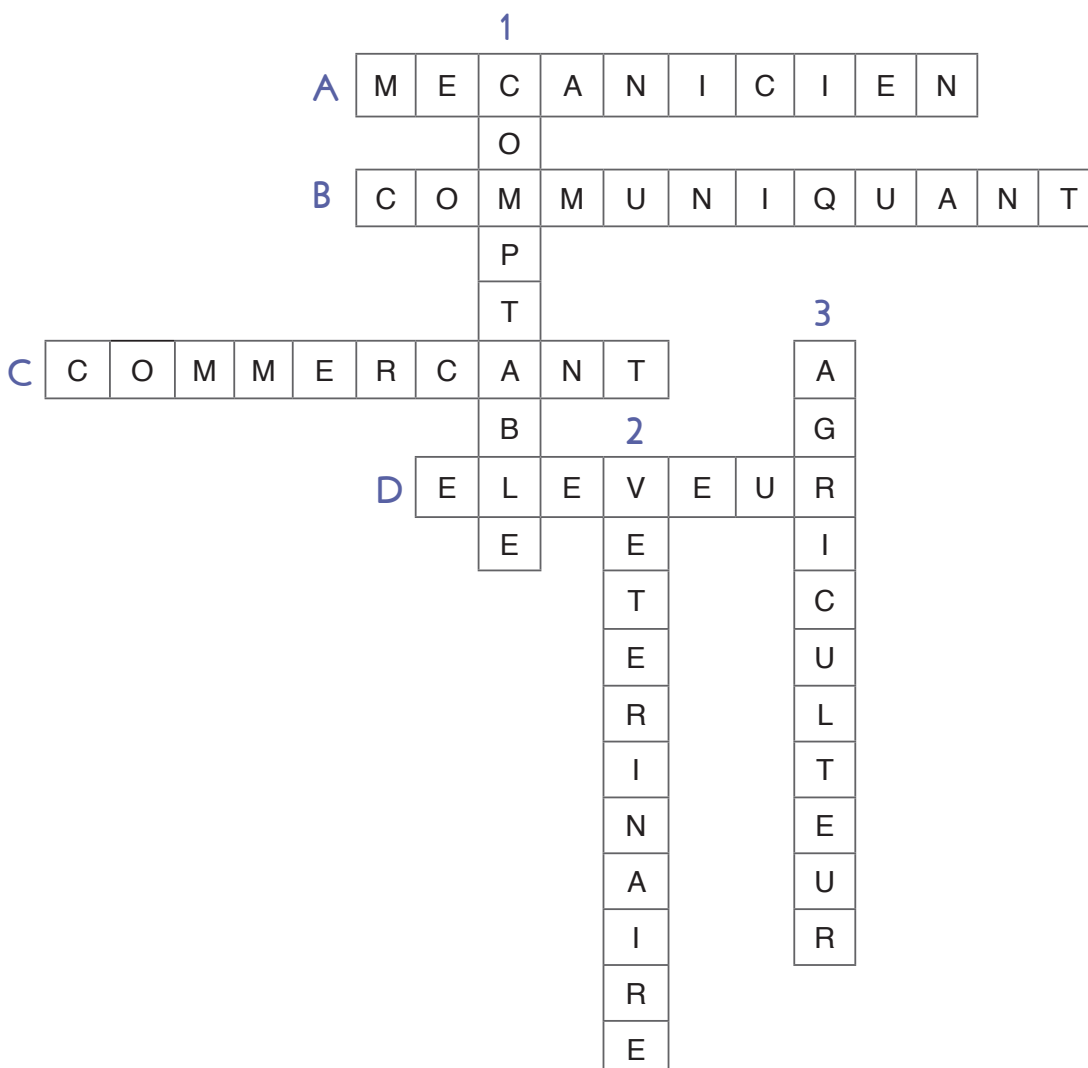 1
A MECANICIEN
O
B COMMUNIQUANT
P
T 3
C COMMERCANT A
B 2 G
D ELEVEUR
E E I
T C
E U
R L
I T
N E
A U
I R
R
E